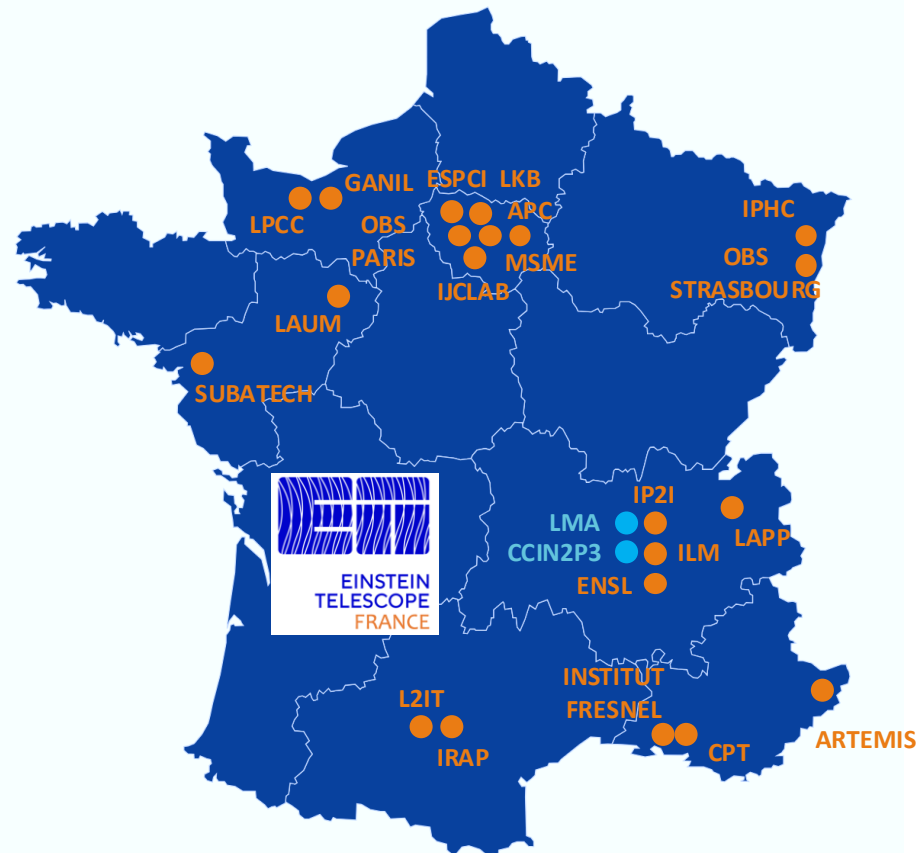 ESPCI LKB
GANIL
LPCC
OBS
PARIS
APC
MSME
IJCLAB
IPHC
OBS
STRASBOURG
LAUM
SUBATECH
EINSTEIN
TELESCOPE
FRANCE
IP2I
LMA
CCIN2P3
ILM
ENSL
LAPP
INSTITUT
FRESNEL
L2IT
IRAP
CPT
ARTEMIS